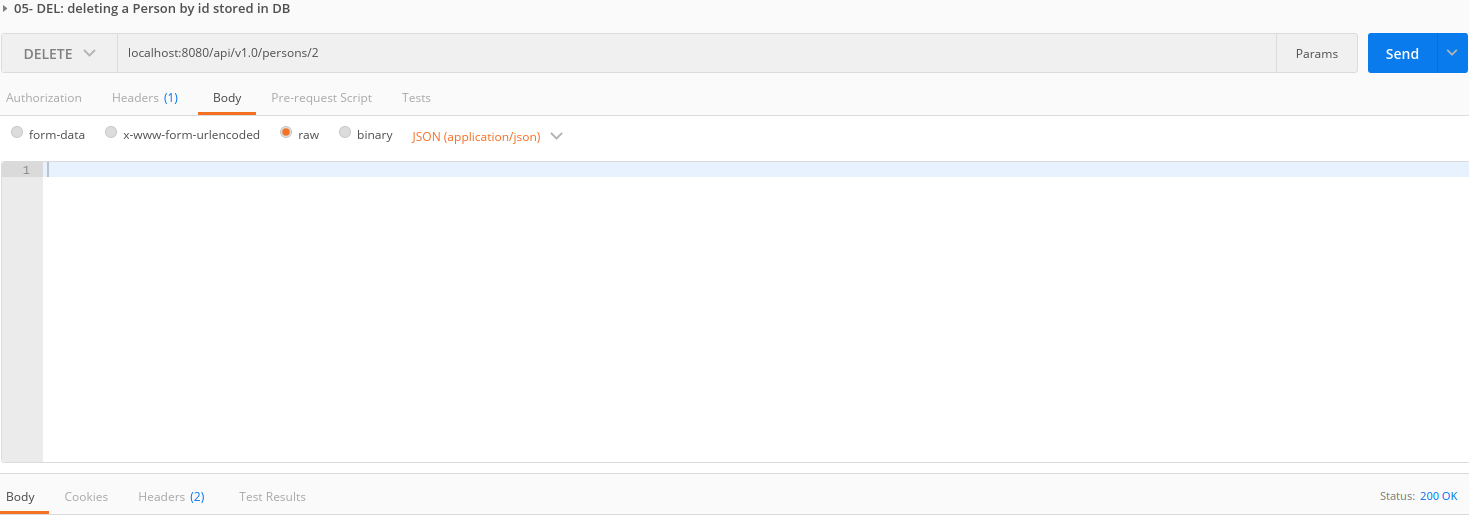 05- DEL: deleting a Person by id stored in DB
DELETE localhost:8080/api/v1.0/persons/2 Params Send
Authorization Headers (1) Body Pre-request Script Tests
form-data x-www-form-urlencoded raw binary JSON (application/json)
1
Body Cookies Headers (2) Test Results Status: 200 OK